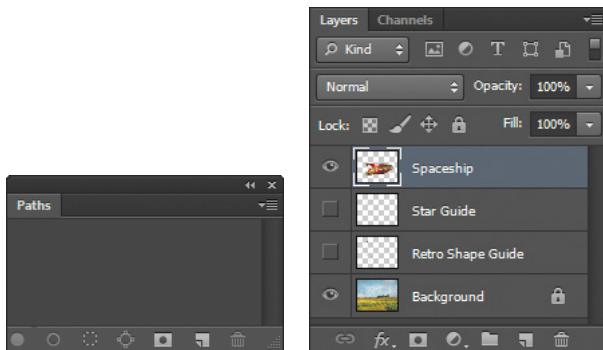 Paths
Layers Channels
Kind T
Normal Opacity: 100%
Lock: Fill: 100%
Spaceship
Star Guide
Retro Shape Guide
Background
fx.